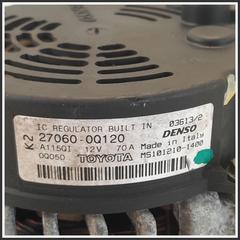 IC REGULATOR BUILT IN 03613/2
K2 27060-0Q120 DENSO
Made in Italy
A115GI 12V 70A MS101210-1400
0Q050 TOYOTA